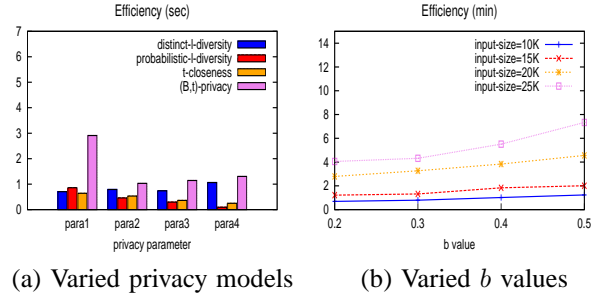 Efficiency (sec)
7
6
5
4
3
2
1
0
distinct-l-diversity
probabilistic-l-diversity
t-closeness
(B,t)-privacy
para1 para2 para3 para4
privacy parameter
(a) Varied privacy models
Efficiency (min)
14
12
10
8
6
4
2
0
input-size=10K
input-size=15K
input-size=20K
input-size=25K
0.2 0.3 0.4 0.5
b value
(b) Varied b values